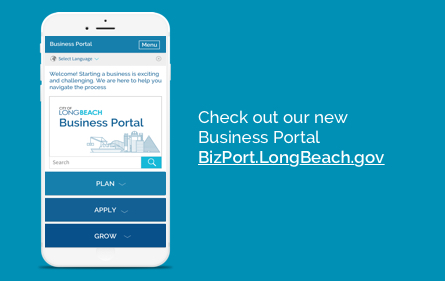 Business Portal
Menu
Select Language
Welcome! Starting a business is exciting
and challenging. We are here to help you
navigate the process
CITY OF
LONGBEACH
Business Portal
Search
PLAN
APPLY
GROW
Check out our new
Business Portal
BizPort.LongBeach.gov